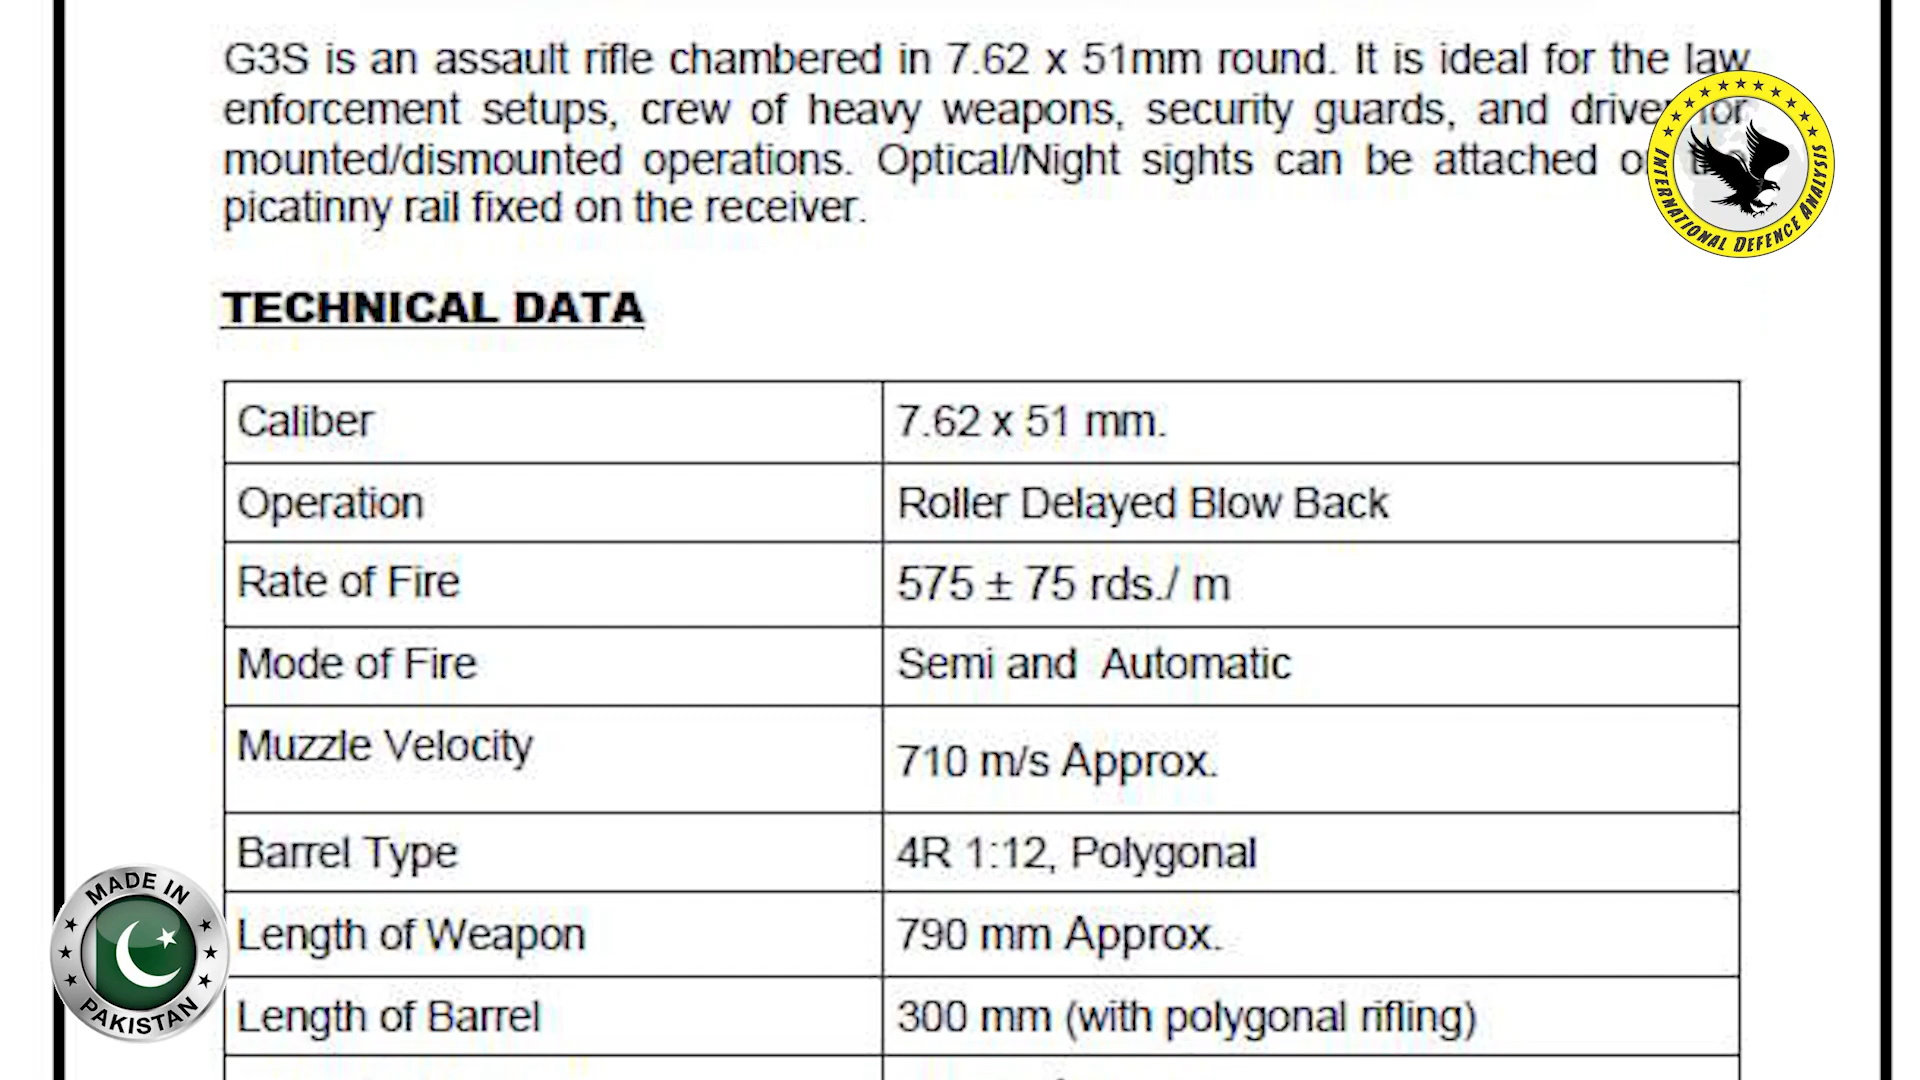 G3S is an assault rifle chambered in 7.62 x 51mm round. It is ideal for the law
enforcement setups, crew of heavy weapons, security guards, and for
mounted/dismounted operations. Optical/Night sights can be attached
picatinny rail fixed on the receiver.
INTERNATIONAL DEFENCE ANALYSIS
TECHNICAL DATA
Caliber 7.62 x 51 mm.
Operation Roller Delayed Blow Back
Rate of Fire 575 ± 75 rds./ m
Mode of Fire Semi and Automatic
Muzzle Velocity 710 m/s Approx.
Barrel Type 4R 1:12, Polygonal
Length of Weapon 790 mm Approx.
Length of Barrel 300 mm (with polygonal rifling)
MADE IN
PAKISTAN